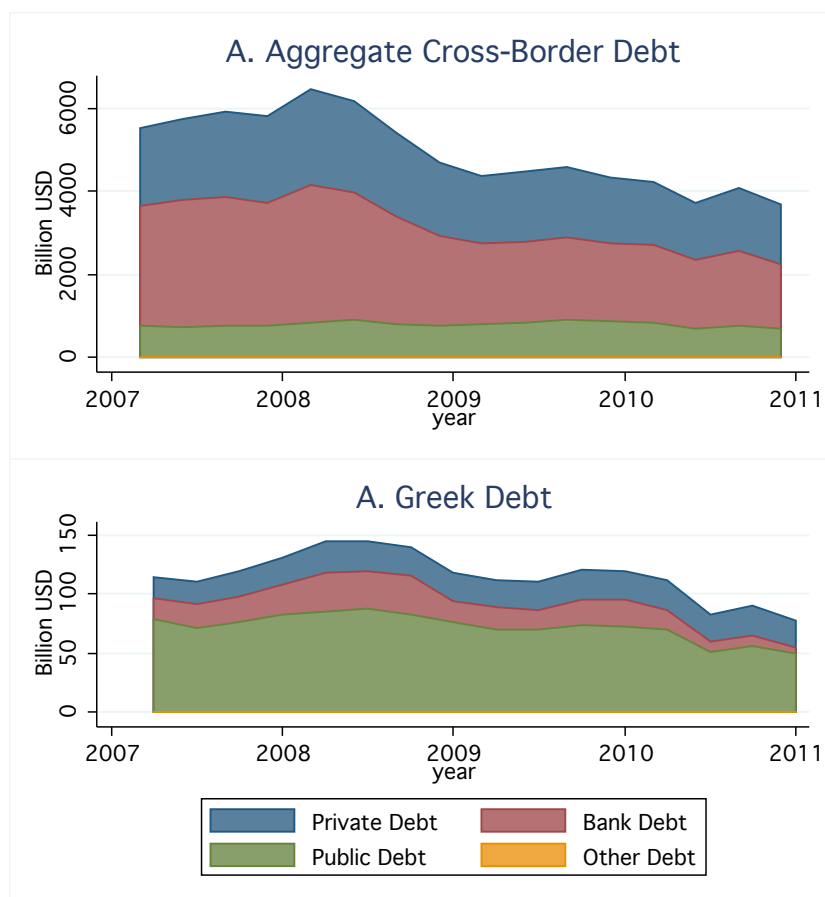 A. Aggregate Cross-Border Debt
Billion USD
6000
4000
2000
0
2007 2008 2009 2010 2011
year
A. Greek Debt
Billion USD
150
100
50
0
2007 2008 2009 2010 2011
year
Private Debt Bank Debt
Public Debt Other Debt